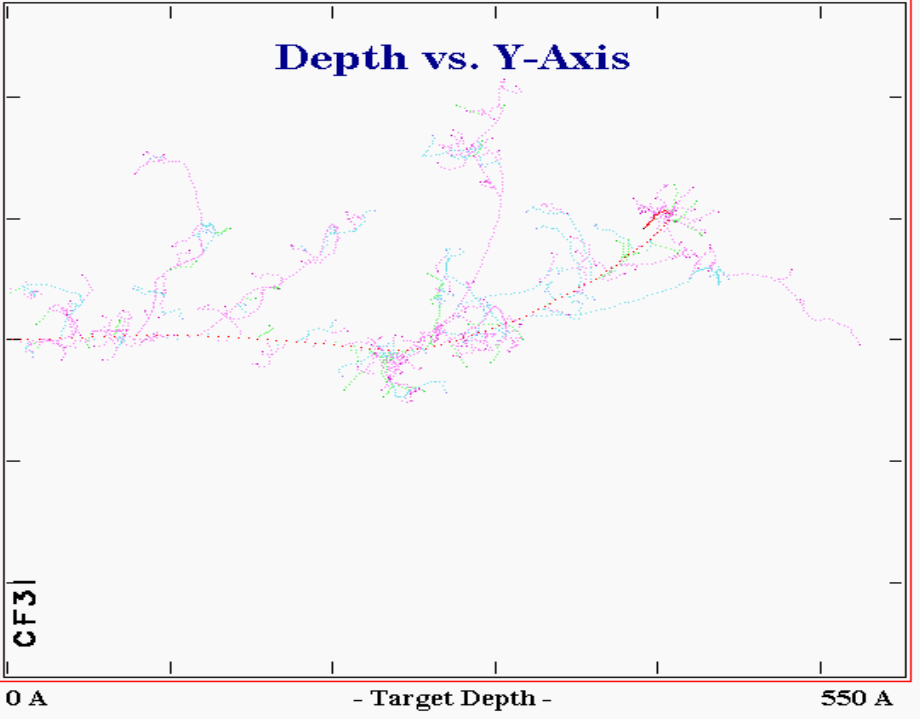 Depth vs. Y-Axis
CF3I
0 A - Target Depth - 550 A